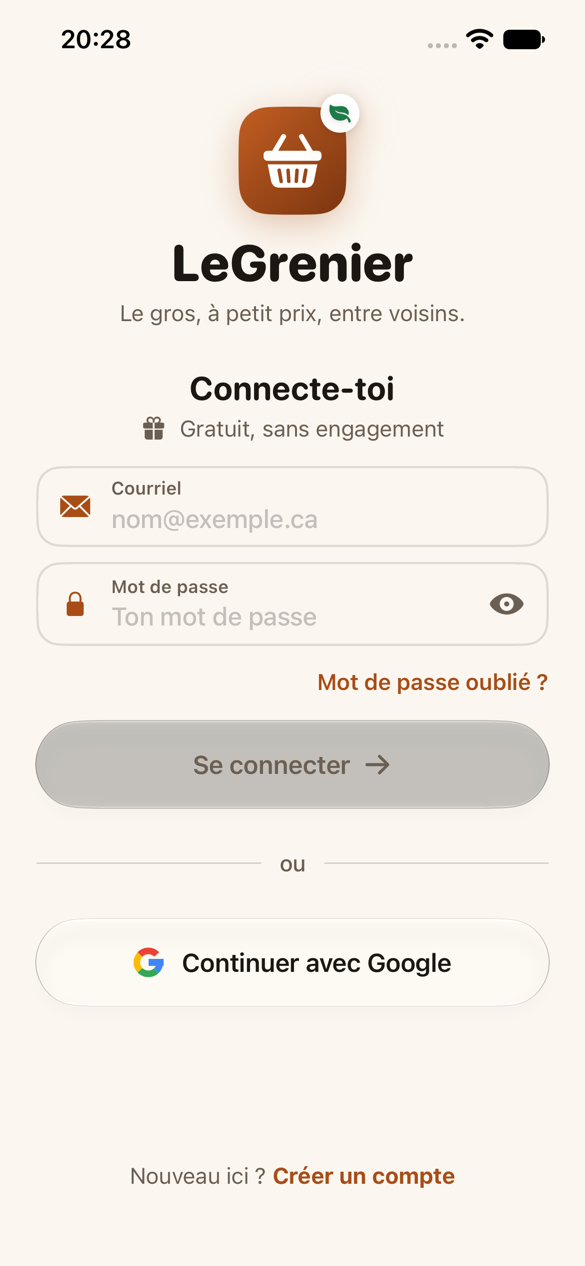 20:28
LeGrenier
Le gros, à petit prix, entre voisins.
Connecte-toi
Gratuit, sans engagement
Courriel
nom@exemple.ca
Mot de passe
Ton mot de passe
Mot de passe oublié ?
Se connecter
ou
Continuer avec Google
Nouveau ici ? Créer un compte